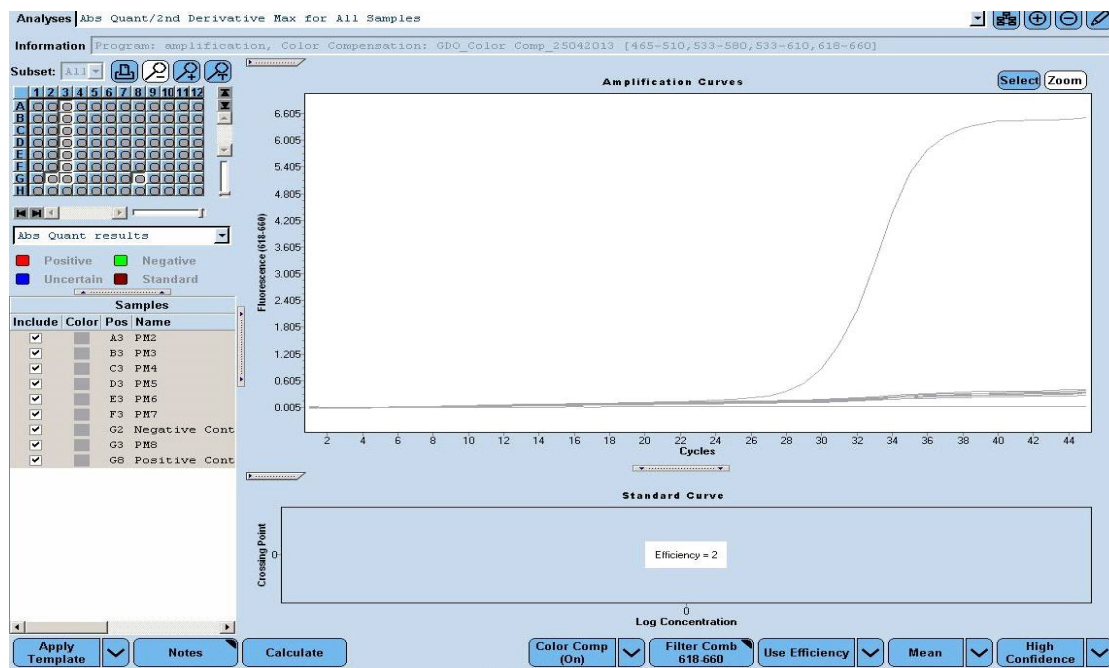 Analyses Abs Quant/2nd Derivative Max for All Samples
Information Program: amplification, Color Compensation: GDO_Color Comp_25042013 [465-510,533-580,533-610,618-660]
Subset: All
1 2 3 4 5 6 7 8 9 10 11 12
A
B
C
D
E
F
G
H
Abs Quant results
Positive Negative
Uncertain Standard
Samples
Include Color Pos Name
A3 PM2
B3 PM3
C3 PM4
D3 PM5
E3 PM6
F3 PM7
G2 Negative Cont
G3 PM8
G8 Positive Cont
Amplification Curves
Select Zoom
Fluorescence (618-660)
6.605
6.005
5.405
4.805
4.205
3.605
3.005
2.405
1.805
1.205
0.605
0.005
2 4 6 8 10 12 14 16 18 20 22 24 26 28 30 32 34 36 38 40 42 44
Cycles
Standard Curve
Crossing Point
0
Efficiency = 2
0
Log Concentration
Apply Template
Notes
Calculate
Color Comp (On)
Filter Comb 618-660
Use Efficiency
Mean
High Confidence